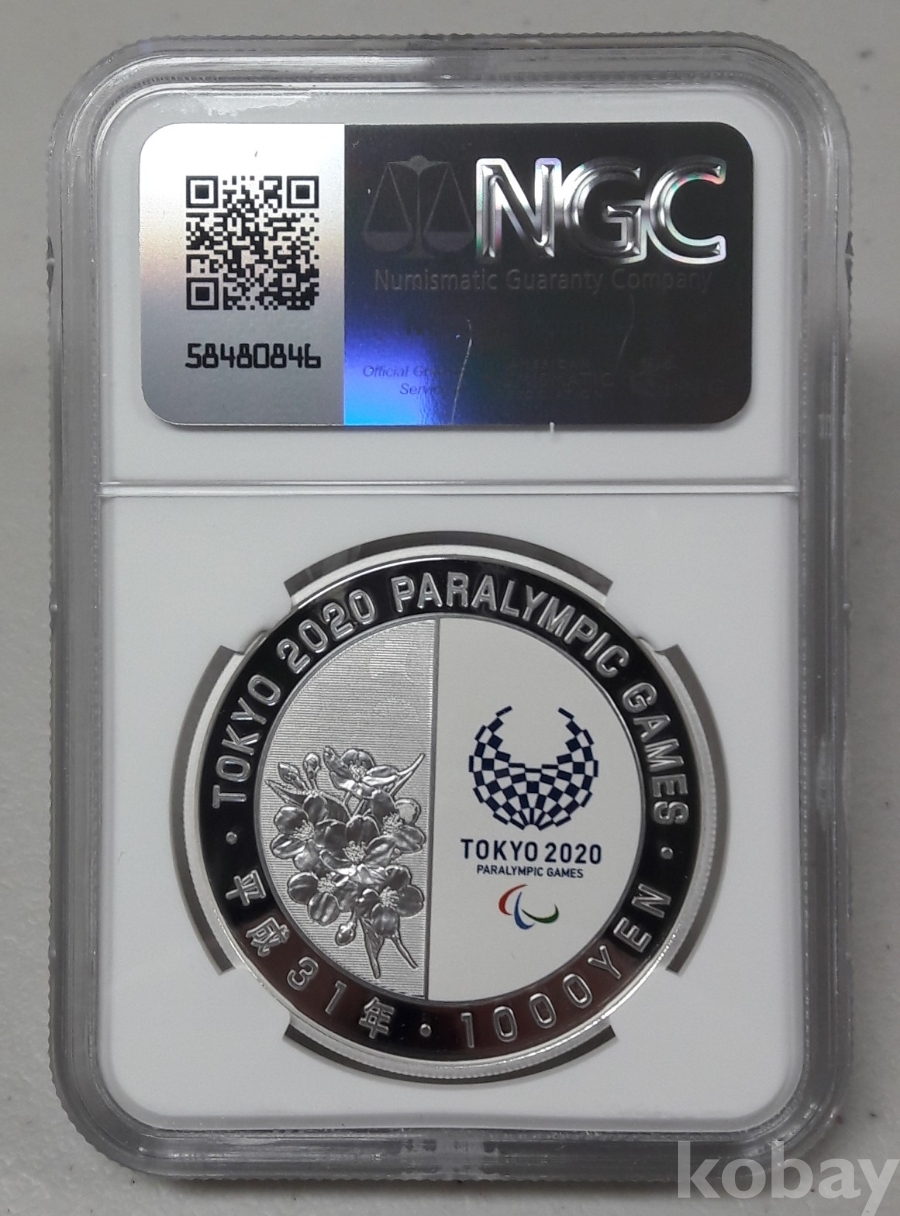 NGC
Numismatic Guaranty Company
58480846
Official
TOKYO 2020 PARALYMPIC GAMES
TOKYO 2020
PARALYMPIC GAMES
平成31年・1000YEN
kobay